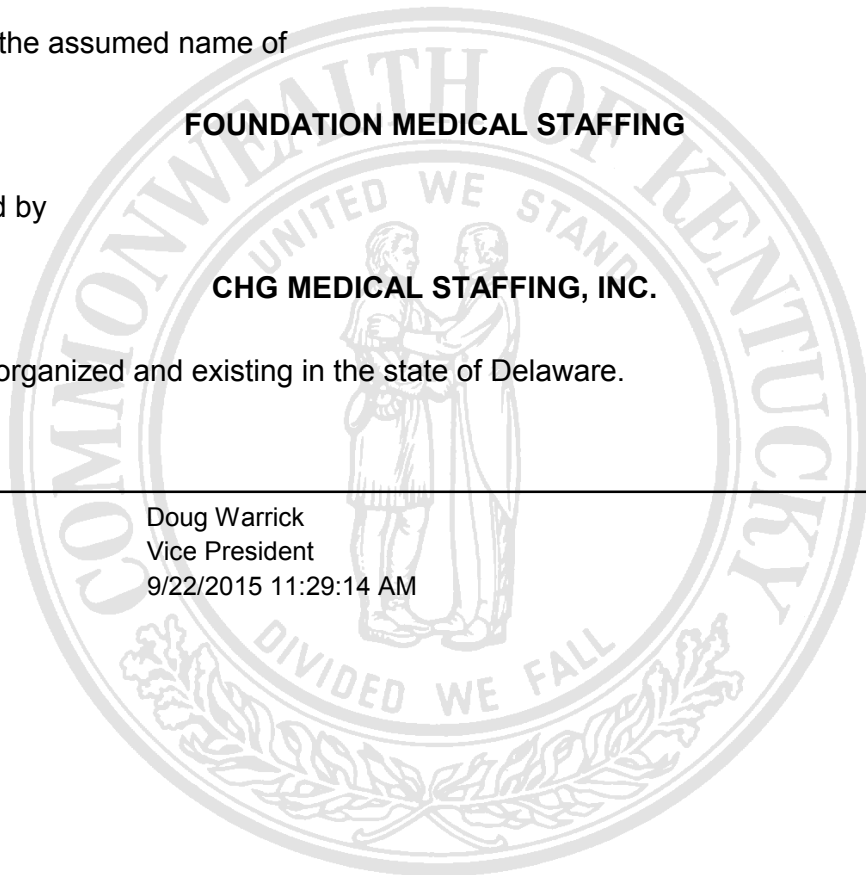 the assumed name of
FOUNDATION MEDICAL STAFFING
d by
CHG MEDICAL STAFFING, INC.
organized and existing in the state of Delaware.
Doug Warrick
Vice President
9/22/2015 11:29:14 AM
COMMONWEALTH OF KENTUCKY
UNITED WE STAND
DIVIDED WE FALL